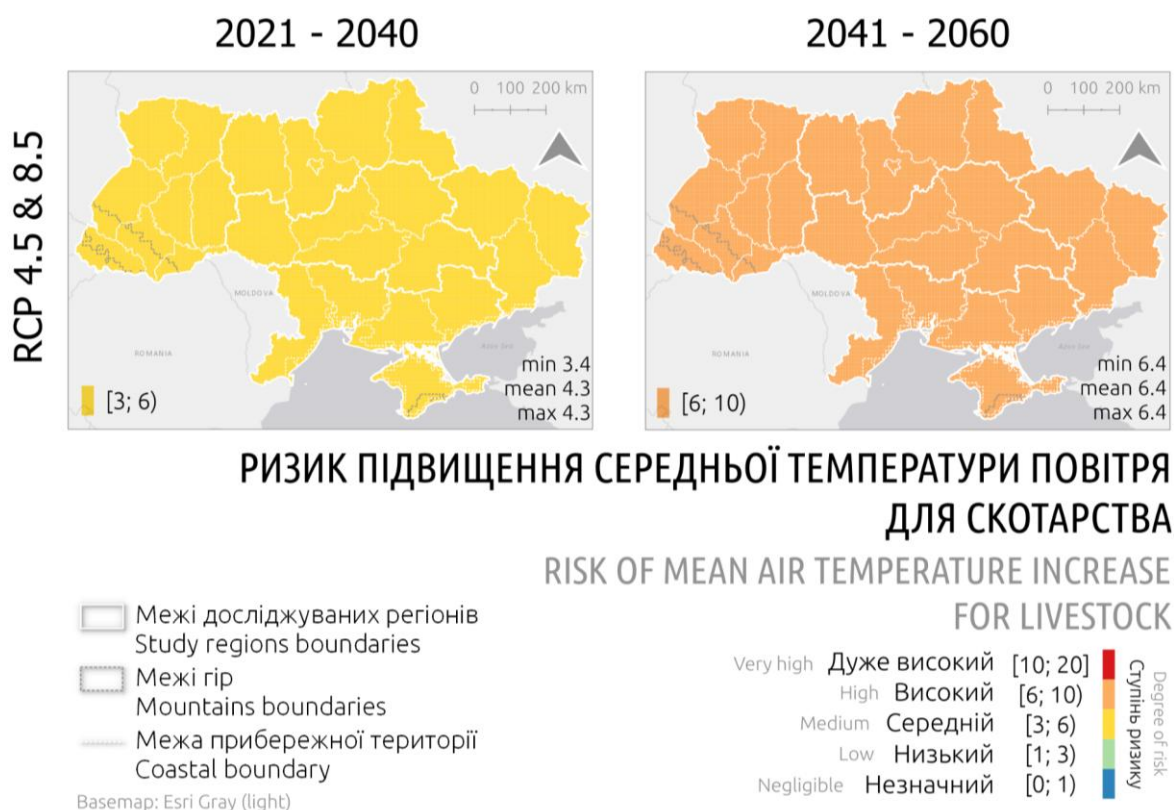 2021 - 2040
2041 - 2060
RCP 4.5 & 8.5
0 100 200 km
MOLDOVA
ROMANIA
Azov Sea
min 3.4
mean 4.3
max 4.3
[3; 6)
0 100 200 km
MOLDOVA
ROMANIA
Azov Sea
min 6.4
mean 6.4
max 6.4
[6; 10)
РИЗИК ПІДВИЩЕННЯ СЕРЕДНЬОЇ ТЕМПЕРАТУРИ ПОВІТРЯ
ДЛЯ СКОТАРСТВА
RISK OF MEAN AIR TEMPERATURE INCREASE
FOR LIVESTOCK
Межі досліджуваних регіонів
Study regions boundaries
Межі гір
Mountains boundaries
Межа прибережної території
Coastal boundary
Basemap: Esri Gray (light)
Very high Дуже високий [10; 20]
High Високий [6; 10)
Medium Середній [3; 6)
Low Низький [1; 3)
Negligible Незначний [0; 1)
Ступінь ризику
Degree of risk